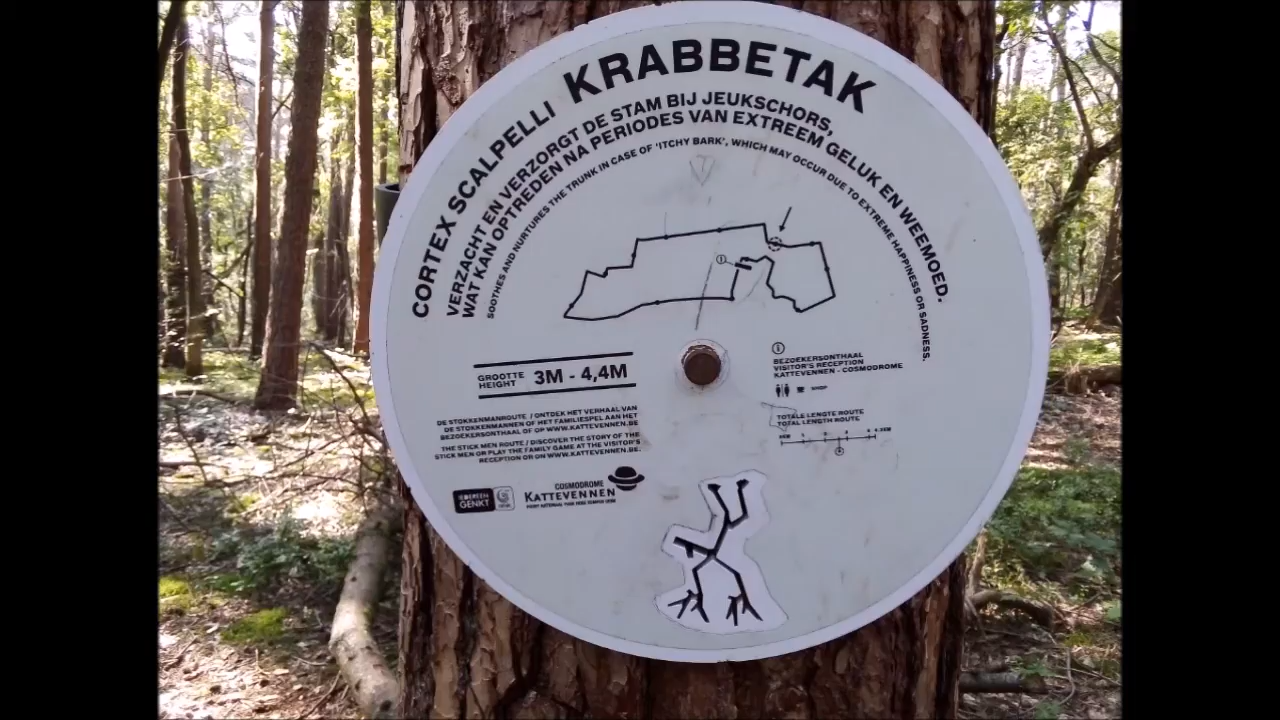 KRABBETAK
CORTEX SCALPELLI
VERZACHT EN VERZORGT DE STAM BIJ JEUKSCHORS,
WAT KAN OPTREDEN NA PERIODES VAN EXTREEM GELUK EN WEEMOED.
SOOTHES AND NURTURES THE TRUNK IN CASE OF 'ITCHY BARK', WHICH MAY OCCUR DUE TO EXTREME HAPPINESS OR SADNESS.
GROOTTE
HEIGHT
3M - 4,4M
DE STOKKENMANROUTE / ONTDEK HET VERHAAL VAN
DE STOKKENMANNEN OF HET FAMILIESPEL AAN HET
BEZOEKERSONTHAAL OF OP WWW.KATTEVENNEN.BE
THE STICK MEN ROUTE / DISCOVER THE STORY OF THE
STICK MEN OR PLAY THE FAMILY GAME AT THE VISITOR'S
RECEPTION OR ON WWW.KATTEVENNEN.BE.
IEDEREEN
GENKT
COSMODROME
KATTEVENNEN
BEZOEKERSONTHAAL
VISITOR'S RECEPTION
KATTEVENNEN - COSMODROME
SHOP
TOTALE LENGTE ROUTE
TOTAL LENGTH ROUTE